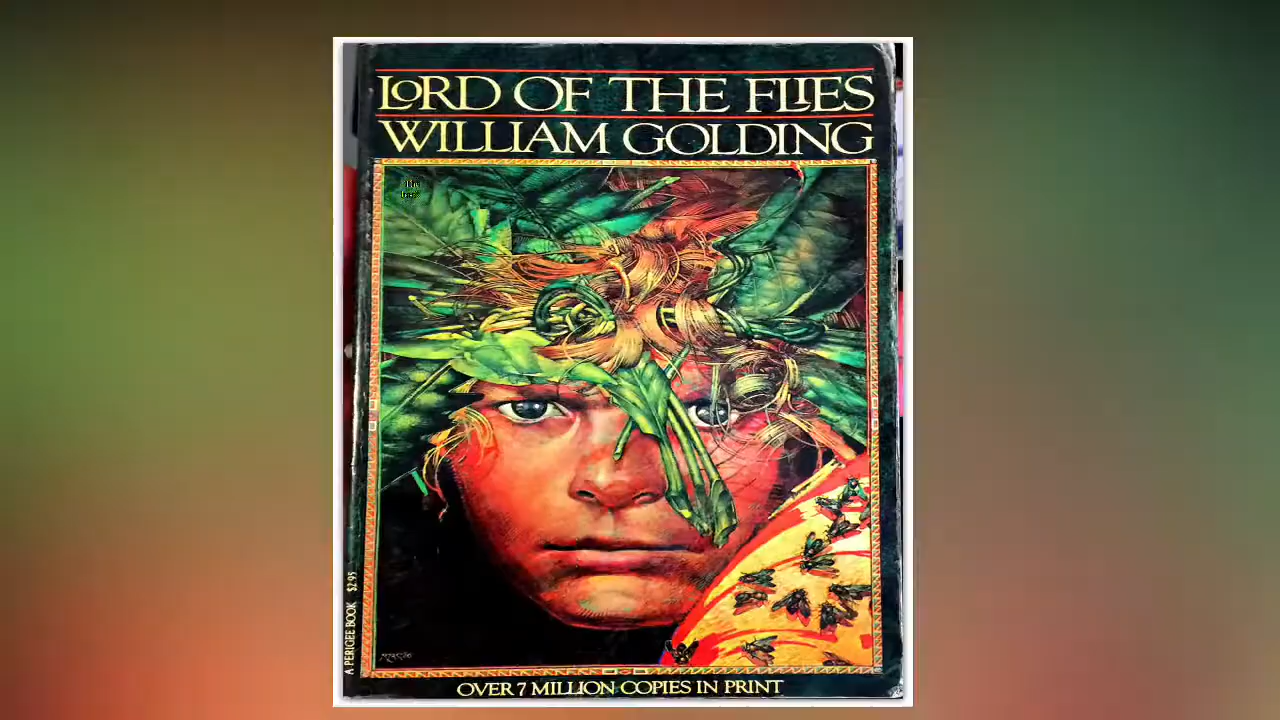 LORD OF THE FLIES
WILLIAM GOLDING
A PERIGEE BOOK $2.95
OVER 7 MILLION COPIES IN PRINT